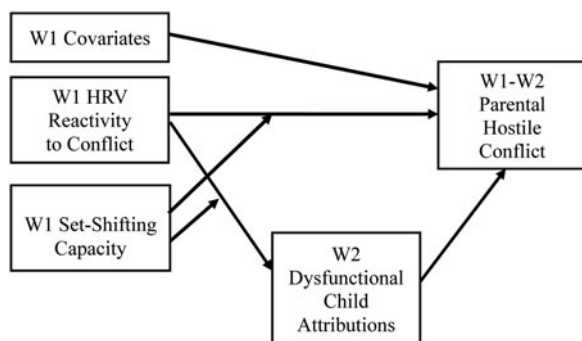 W1 Covariates
W1 HRV
Reactivity
to Conflict
W1 Set-Shifting
Capacity
W2
Dysfunctional
Child
Attributions
W1-W2
Parental
Hostile
Conflict